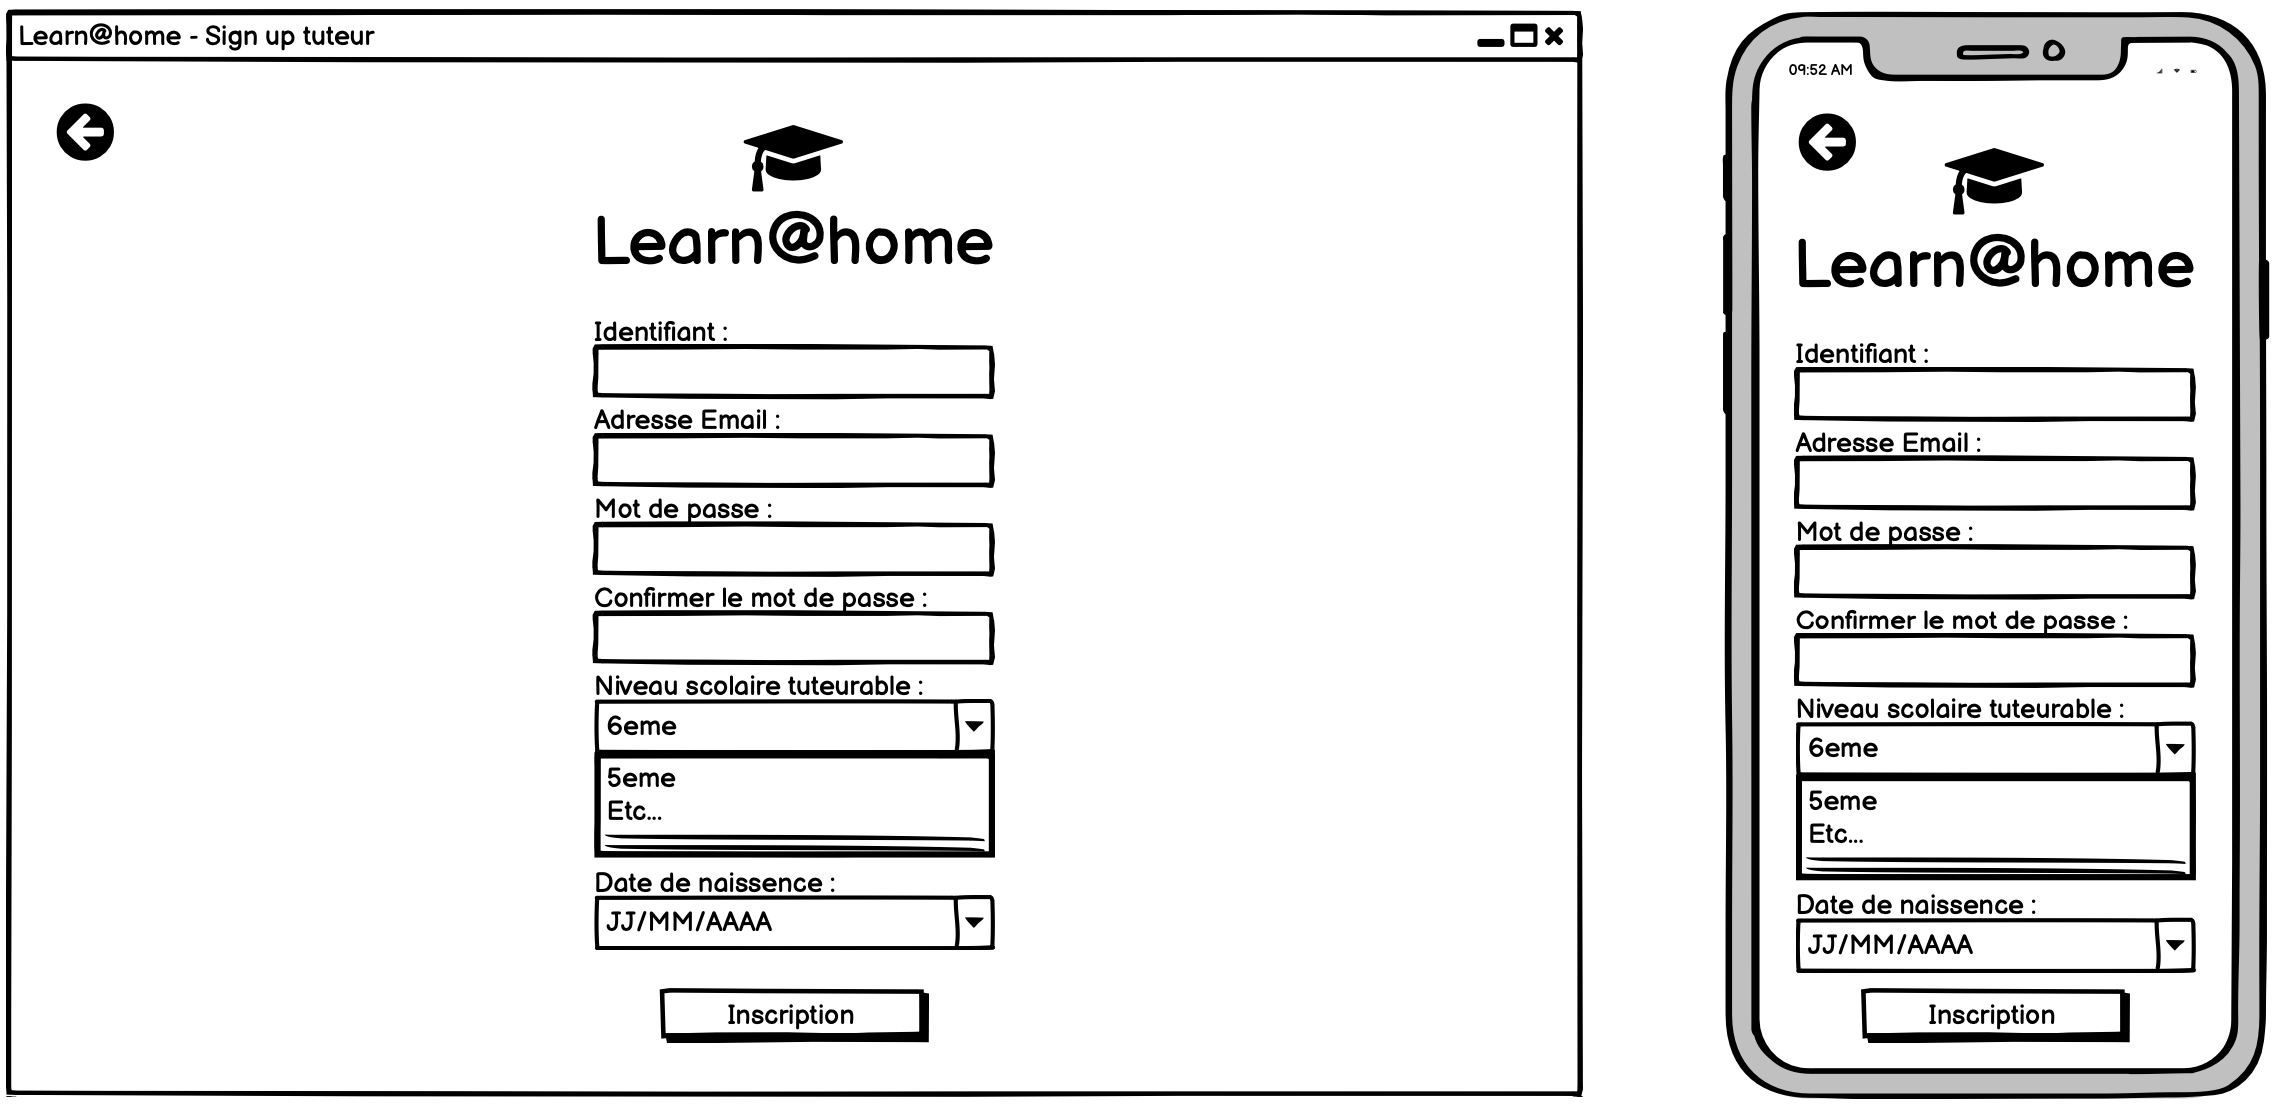 Learn@home - Sign up tuteur
Learn@home
Identifiant :
Adresse Email :
Mot de passe :
Confirmer le mot de passe :
Niveau scolaire tuteurable :
6eme
5eme
Etc...
Date de naissence :
JJ/MM/AAAA
Inscription
09:52 AM
Learn@home
Identifiant :
Adresse Email :
Mot de passe :
Confirmer le mot de passe :
Niveau scolaire tuteurable :
6eme
5eme
Etc...
Date de naissence :
JJ/MM/AAAA
Inscription